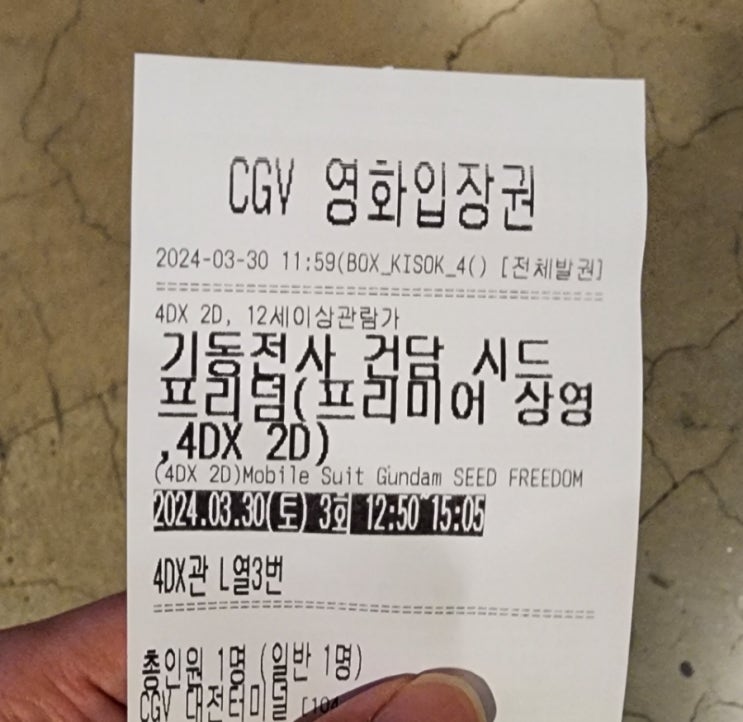 CGV 영화입장권
2024-03-30 11:59(BOX_KISOK_4() [전체발권]
4DX 2D, 12세이상관람가
기동전사 건담 시드
프리덤(프리미어 상영
,4DX 2D)
(4DX 2D)Mobile Suit Gundam SEED FREEDOM
2024.03.30(토) 3회 12:50~15:05
4DX관 L열3번
총인원 1명 (일반 1명)
CGV 대전터미널